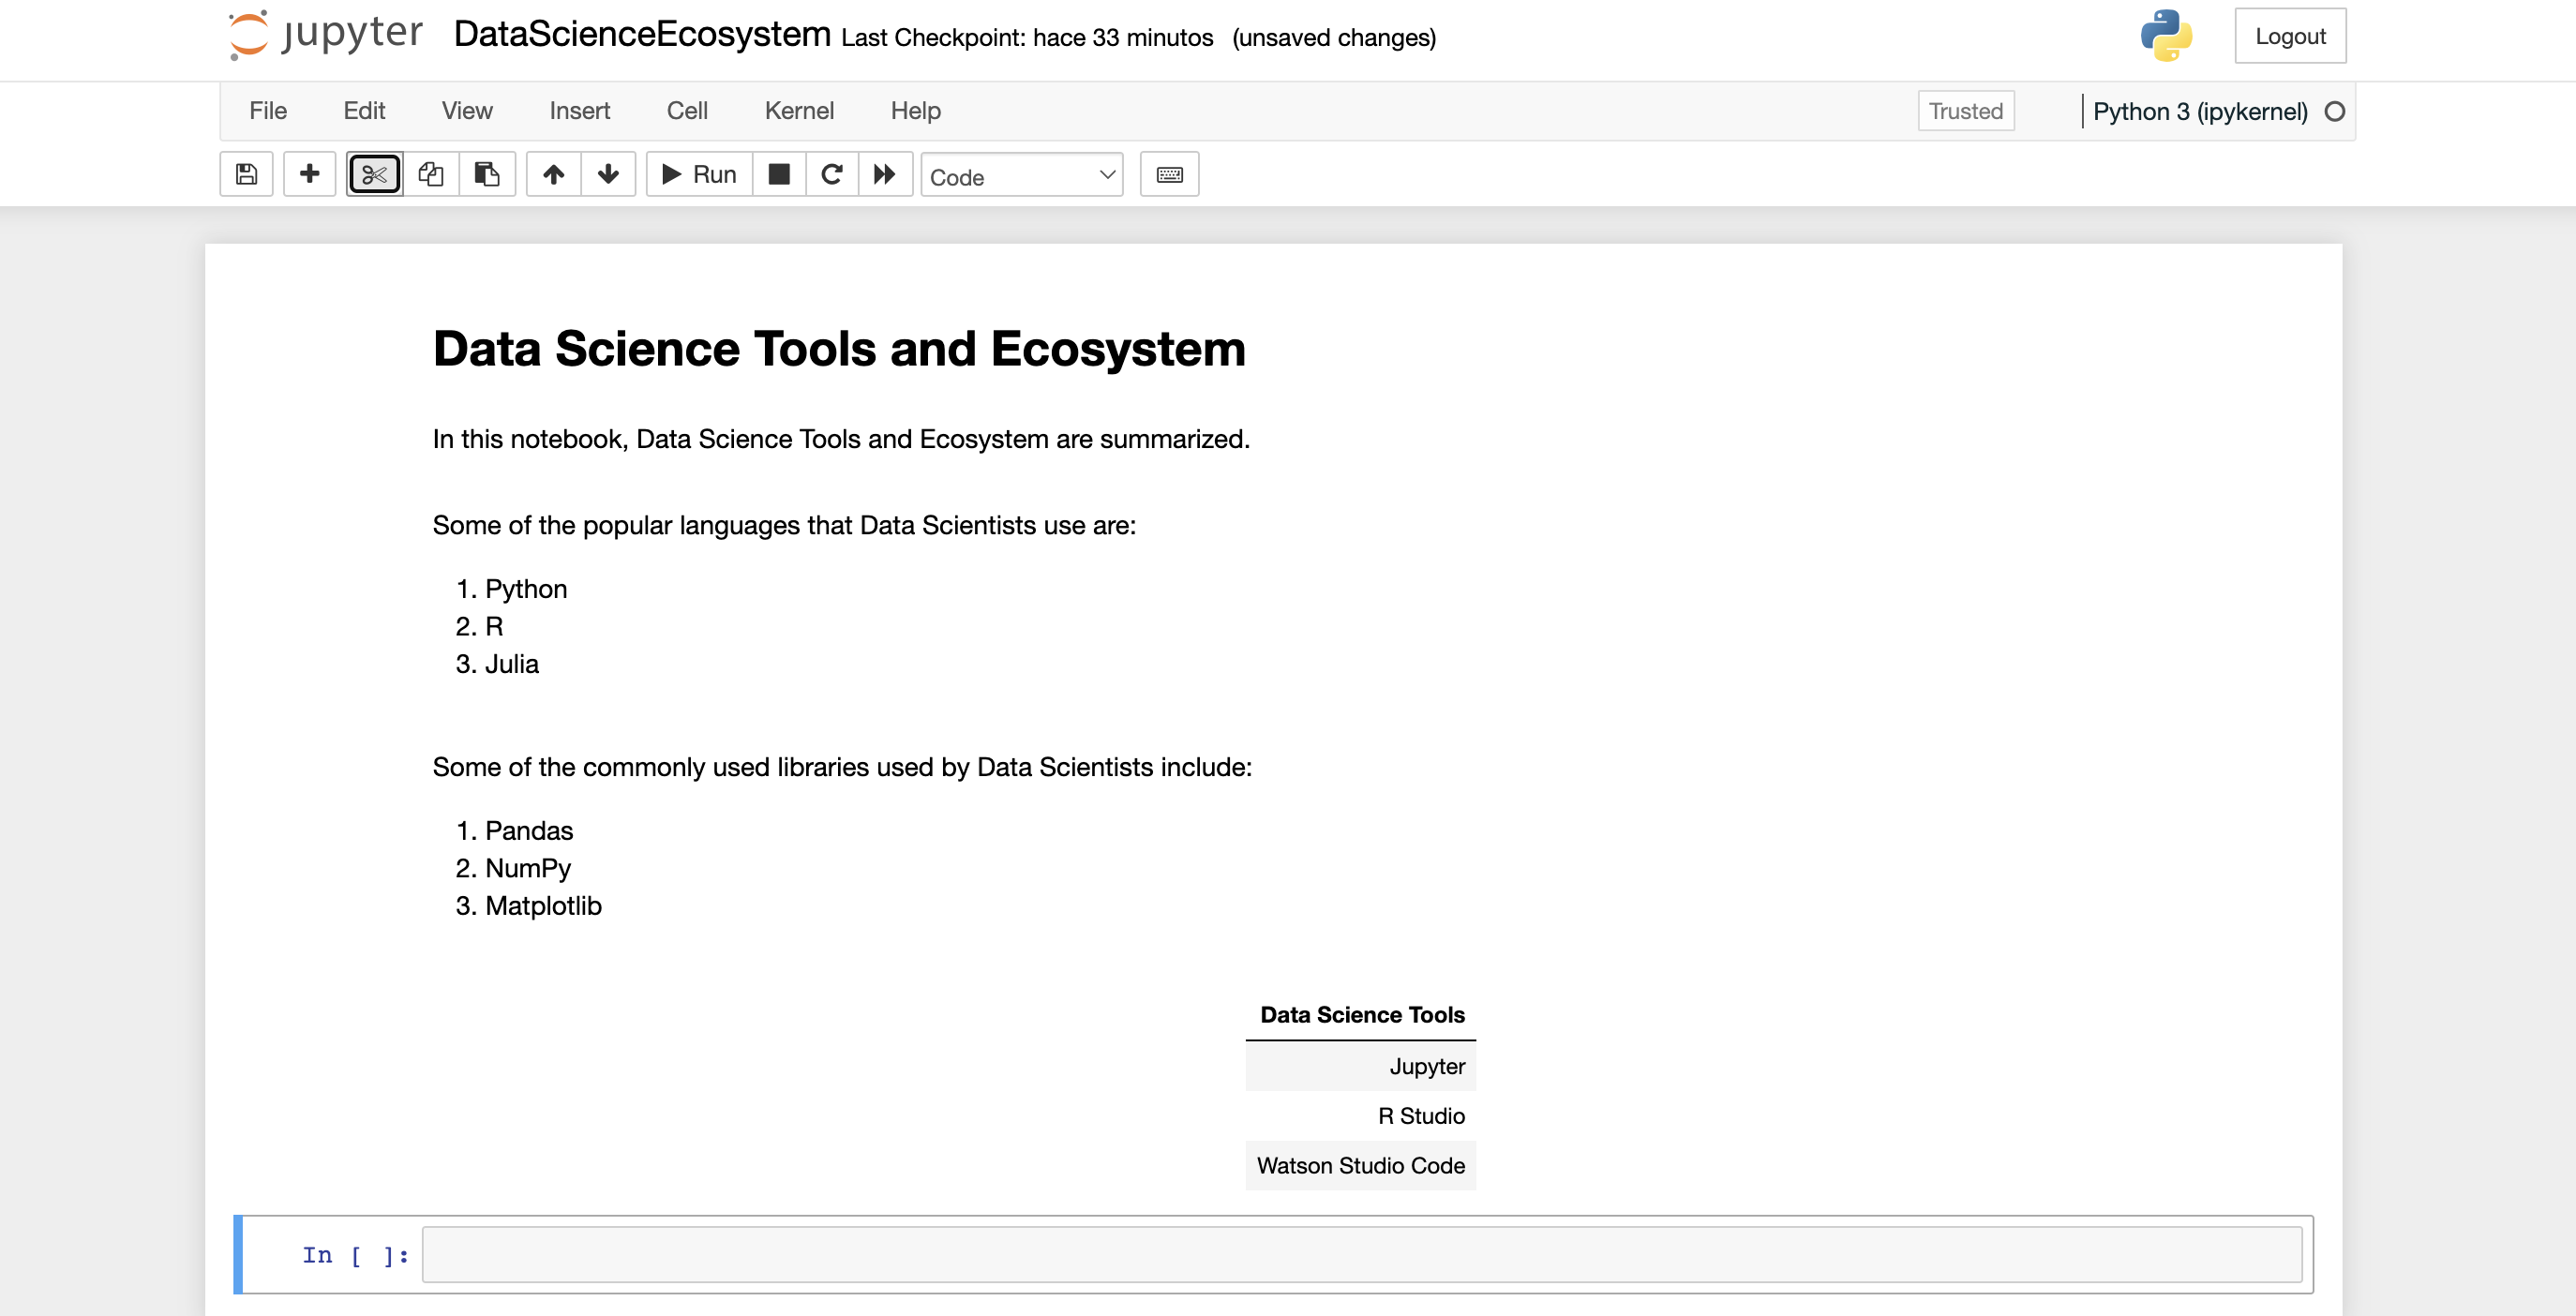 jupyter DataScienceEcosystem Last Checkpoint: hace 33 minutos (unsaved changes) Logout
File Edit View Insert Cell Kernel Help Trusted Python 3 (ipykernel)
Run Code
Data Science Tools and Ecosystem
In this notebook, Data Science Tools and Ecosystem are summarized.
Some of the popular languages that Data Scientists use are:
1. Python
2. R
3. Julia
Some of the commonly used libraries used by Data Scientists include:
1. Pandas
2. NumPy
3. Matplotlib
Data Science Tools
Jupyter
R Studio
Watson Studio Code
In [ ]: